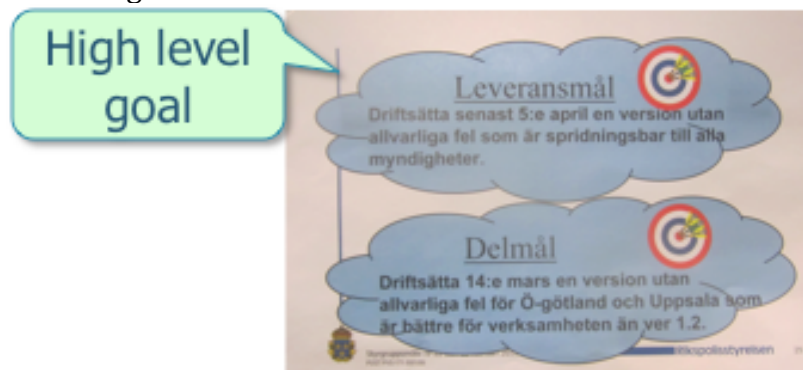 High level
goal
Leveransmål
Driftsätta senast 5:e april en version utan
allvarliga fel som är spridningsbar till alla
myndigheter.
Delmål
Driftsätta 14:e mars en version utan
allvarliga fel för Ö-götland och Uppsala som
är bättre för verksamheten än ver 1.2.
Rikspolisstyrelsen